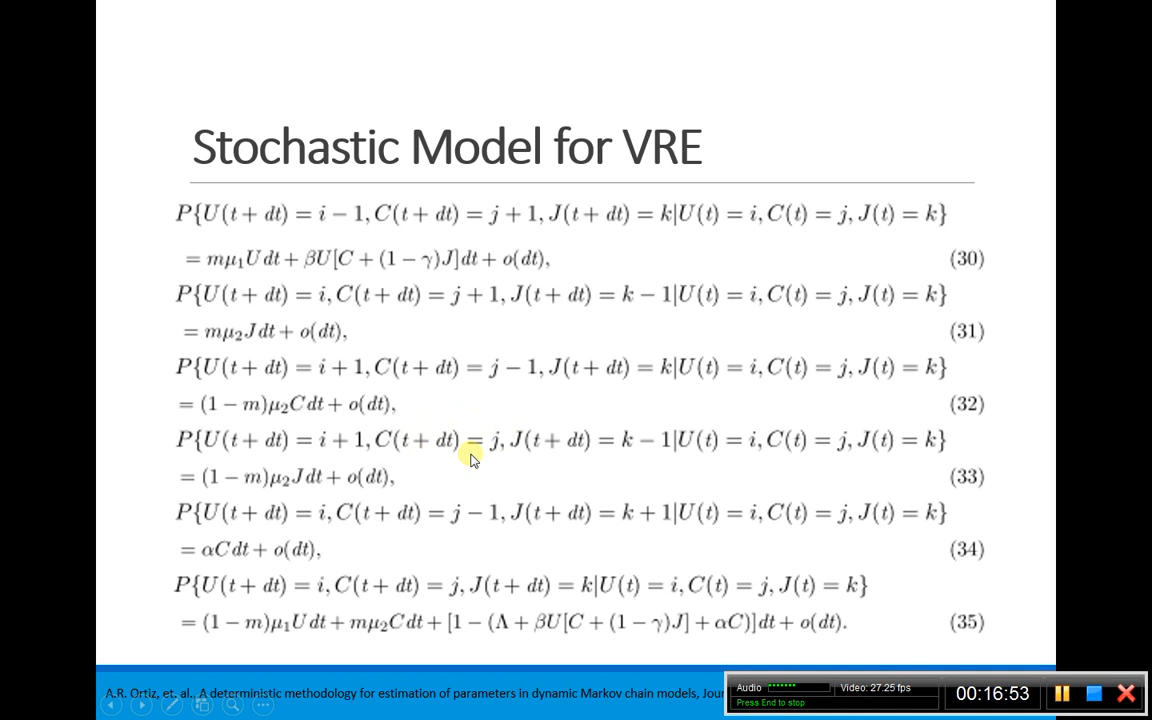 Stochastic Model for VRE
P{U(t + dt) = i − 1, C(t + dt) = j + 1, J(t + dt) = k|U(t) = i, C(t) = j, J(t) = k}
= mμ₁U dt + βU[C + (1 − γ)J]dt + o(dt), (30)
P{U(t + dt) = i, C(t + dt) = j + 1, J(t + dt) = k − 1|U(t) = i, C(t) = j, J(t) = k}
= mμ₂J dt + o(dt), (31)
P{U(t + dt) = i + 1, C(t + dt) = j − 1, J(t + dt) = k|U(t) = i, C(t) = j, J(t) = k}
= (1 − m)μ₂C dt + o(dt), (32)
P{U(t + dt) = i + 1, C(t + dt) = j, J(t + dt) = k − 1|U(t) = i, C(t) = j, J(t) = k}
= (1 − m)μ₂J dt + o(dt), (33)
P{U(t + dt) = i, C(t + dt) = j − 1, J(t + dt) = k + 1|U(t) = i, C(t) = j, J(t) = k}
= αC dt + o(dt), (34)
P{U(t + dt) = i, C(t + dt) = j, J(t + dt) = k|U(t) = i, C(t) = j, J(t) = k}
= (1 − m)μ₁U dt + mμ₂C dt + [1 − (Λ + βU[C + (1 − γ)J] + αC)]dt + o(dt). (35)
A.R. Ortiz, et. al., A deterministic methodology for estimation of parameters in dynamic Markov chain models, Jour
Audio Video: 27.25 fps
Press End to stop
00:16:53